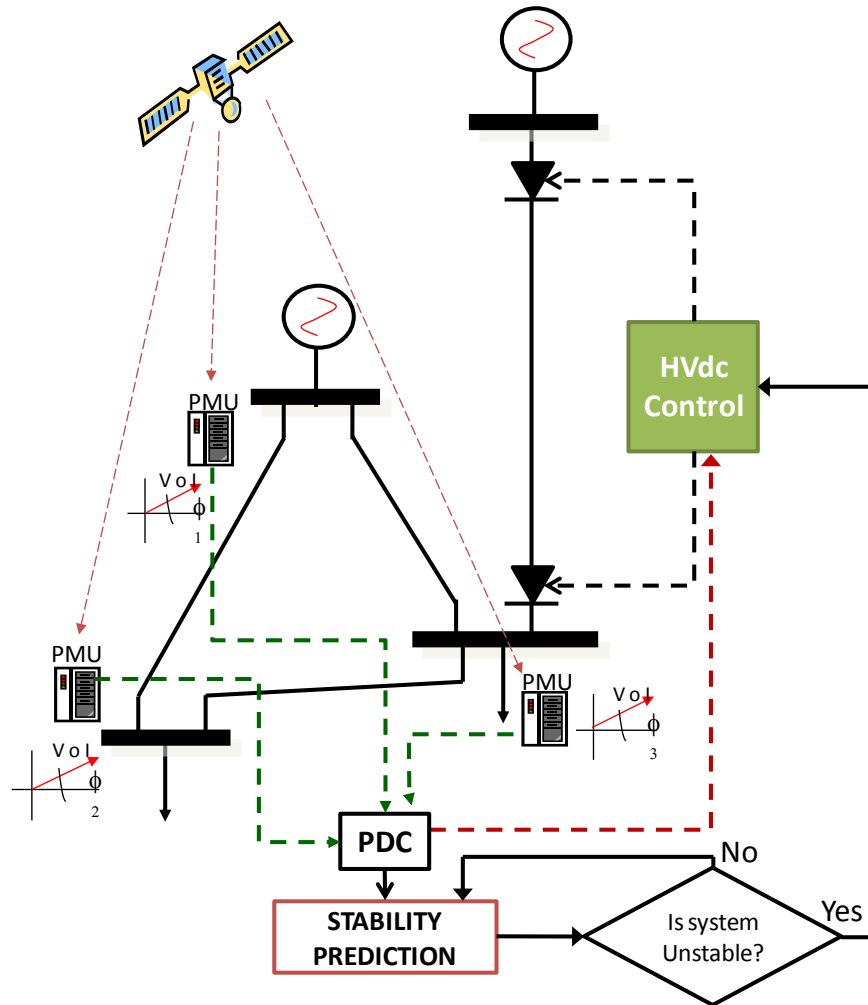 HVdc
Control
PMU
V o l
ϕ
1
PMU
V o l
ϕ
2
PMU
V o l
ϕ
3
PDC
No
STABILITY
PREDICTION
Is system
Unstable?
Yes